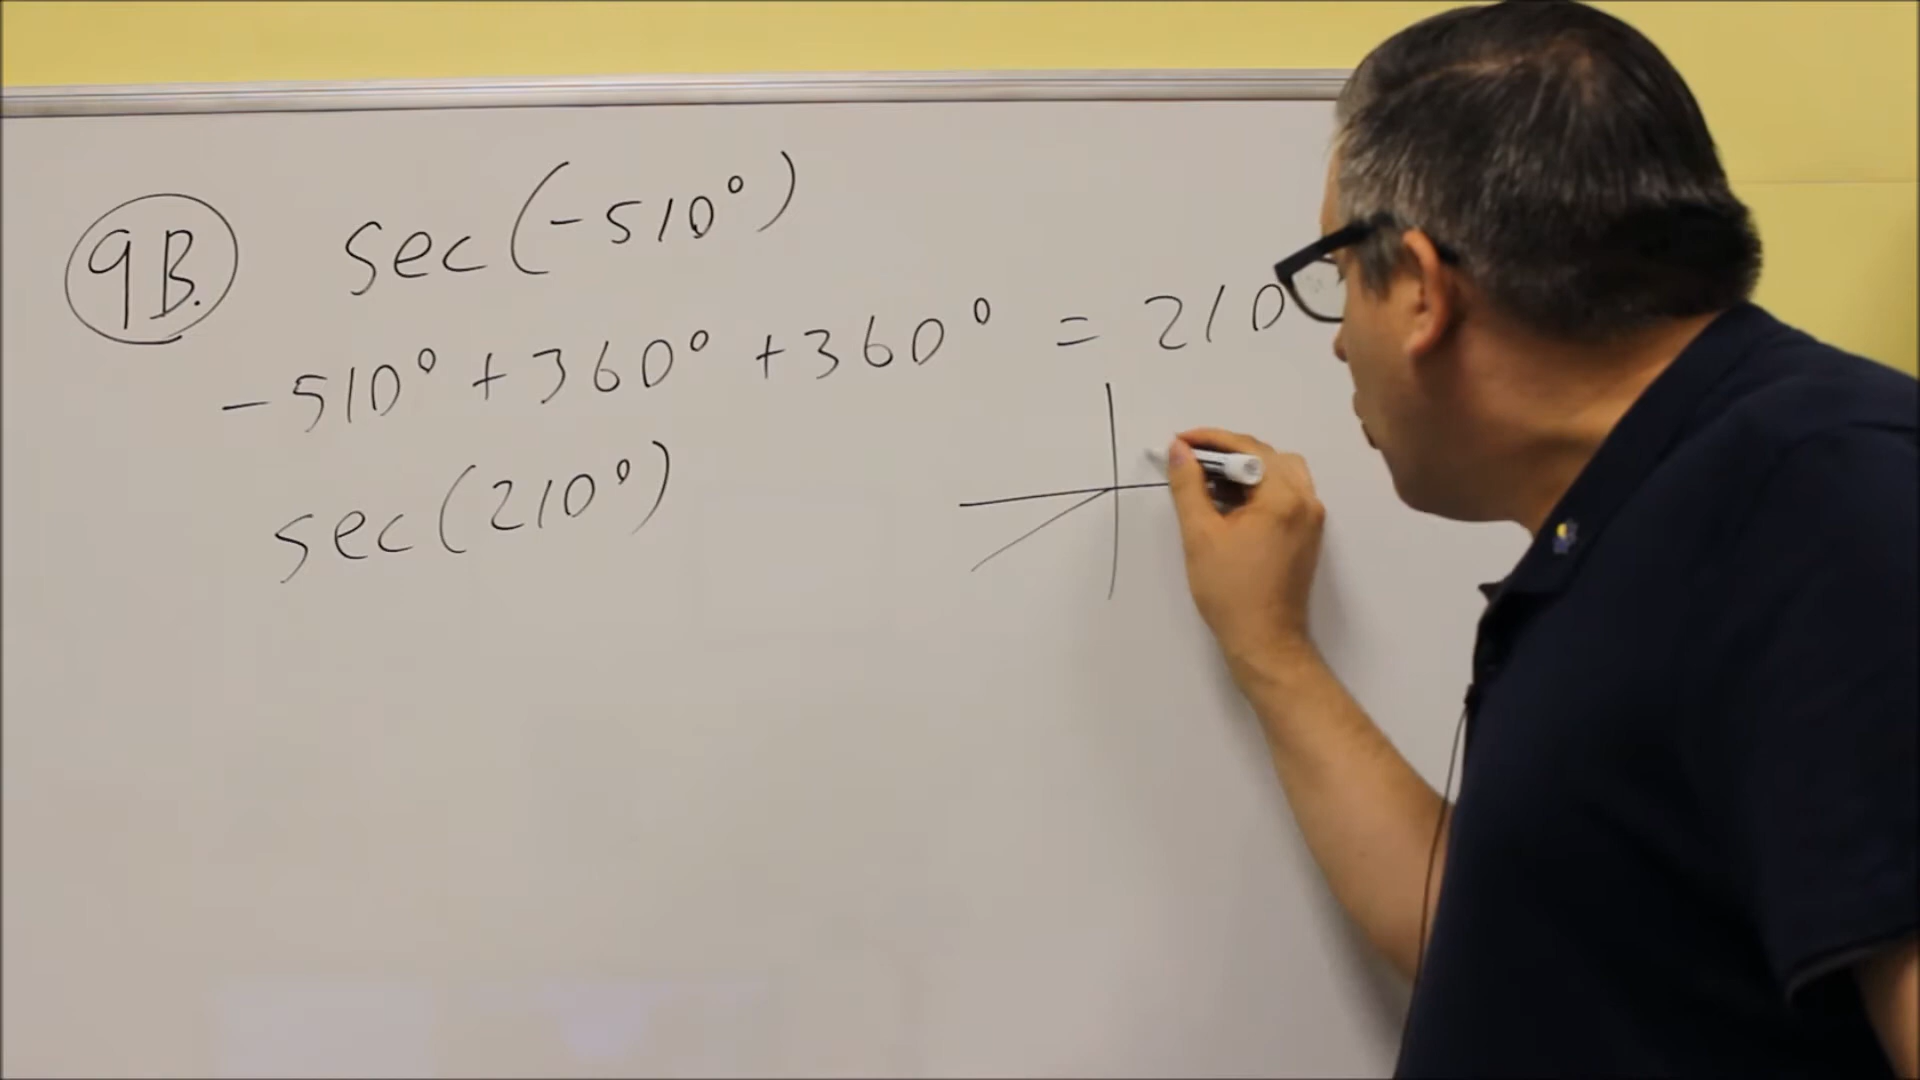 9B. sec(-510°)
-510° + 360° + 360° = 210
sec(210°)